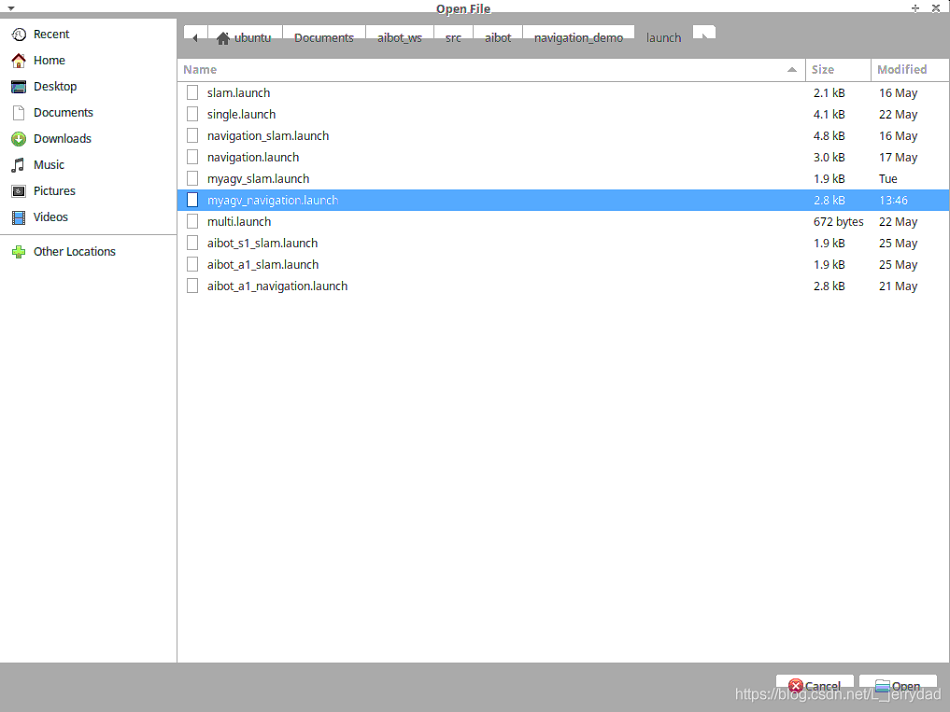 Open File
Recent
Home
Desktop
Documents
Downloads
Music
Pictures
Videos
Other Locations
ubuntu Documents aibot_ws src aibot navigation_demo launch
Name Size Modified
slam.launch 2.1 kB 16 May
single.launch 4.1 kB 22 May
navigation_slam.launch 4.8 kB 16 May
navigation.launch 3.0 kB 17 May
myagv_slam.launch 1.9 kB Tue
myagv_navigation.launch 2.8 kB 13:46
multi.launch 672 bytes 22 May
aibot_s1_slam.launch 1.9 kB 25 May
aibot_a1_slam.launch 1.9 kB 25 May
aibot_a1_navigation.launch 2.8 kB 21 May
Cancel Open
https://blog.csdn.net/L_jerrydad